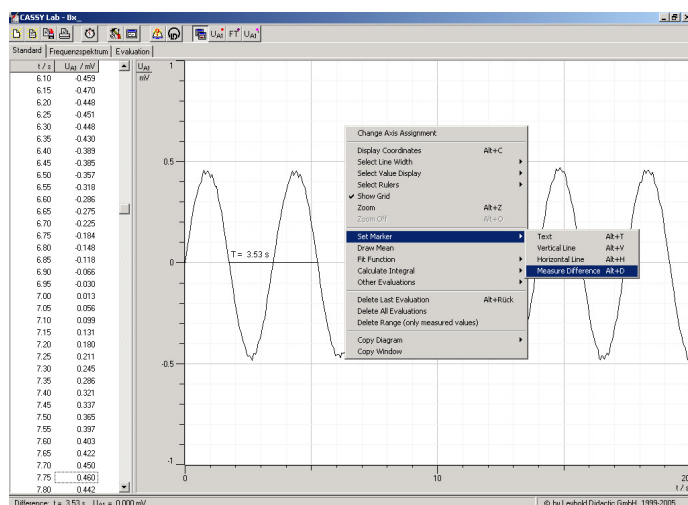 CASSY Lab - Bx_
UA1 FT UA1
Standard Frequenzspektrum Evaluation
t / s UA1 / mV
6.10 -0.459
6.15 -0.470
6.20 -0.448
6.25 -0.451
6.30 -0.448
6.35 -0.430
6.40 -0.389
6.45 -0.385
6.50 -0.357
6.55 -0.318
6.60 -0.286
6.65 -0.275
6.70 -0.225
6.75 -0.184
6.80 -0.148
6.85 -0.118
6.90 -0.066
6.95 -0.030
7.00 0.013
7.05 0.056
7.10 0.099
7.15 0.131
7.20 0.180
7.25 0.211
7.30 0.245
7.35 0.286
7.40 0.321
7.45 0.337
7.50 0.365
7.55 0.397
7.60 0.403
7.65 0.422
7.70 0.450
7.75 0.460
7.80 0.442
UA1
mV
1
0.5
0
-0.5
-1
T = 3.53 s
0
10
20
t / s
Change Axis Assignment
Display Coordinates Alt+C
Select Line Width
Select Value Display
Select Rulers
Show Grid
Zoom Alt+Z
Zoom Off Alt+O
Set Marker
Draw Mean
Fit Function
Calculate Integral
Other Evaluations
Delete Last Evaluation Alt+Rück
Delete All Evaluations
Delete Range (only measured values)
Copy Diagram
Copy Window
Text Alt+T
Vertical Line Alt+V
Horizontal Line Alt+H
Measure Difference Alt+D
Difference: t = 3.53 s UA1 = 0.000 mV
© by Leybold Didactic GmbH, 1999-2005